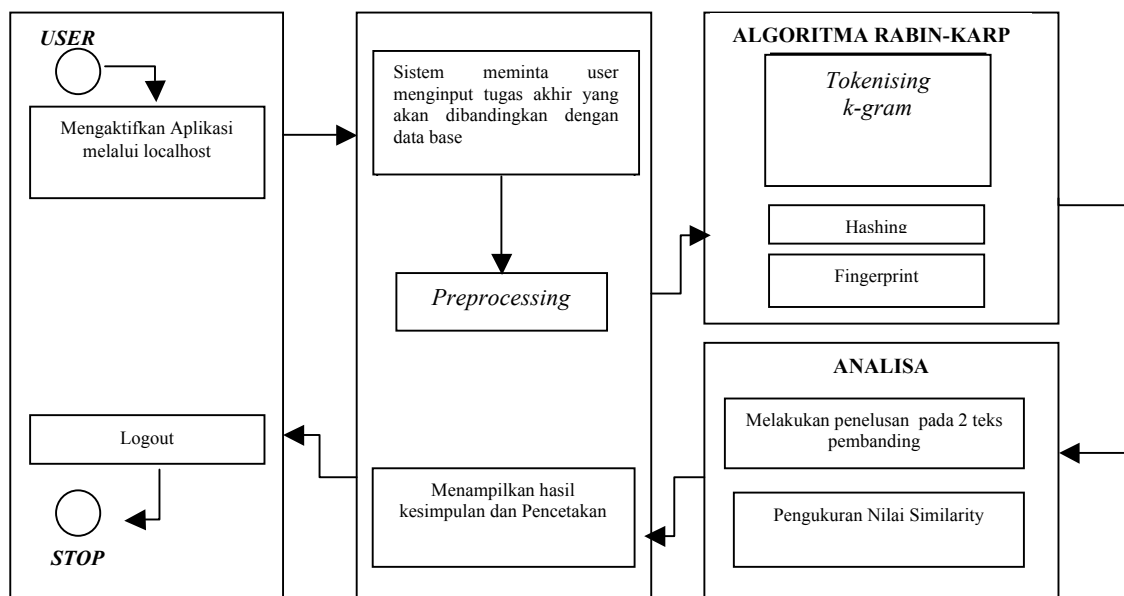 USER
Mengaktifkan Aplikasi
melalui localhost
Logout
STOP
Sistem meminta user
menginput tugas akhir yang
akan dibandingkan dengan
data base
Preprocessing
Menampilkan hasil
kesimpulan dan Pencetakan
ALGORITMA RABIN-KARP
Tokenising
k-gram
Hashing
Fingerprint
ANALISA
Melakukan penelusan pada 2 teks
pembanding
Pengukuran Nilai Similarity